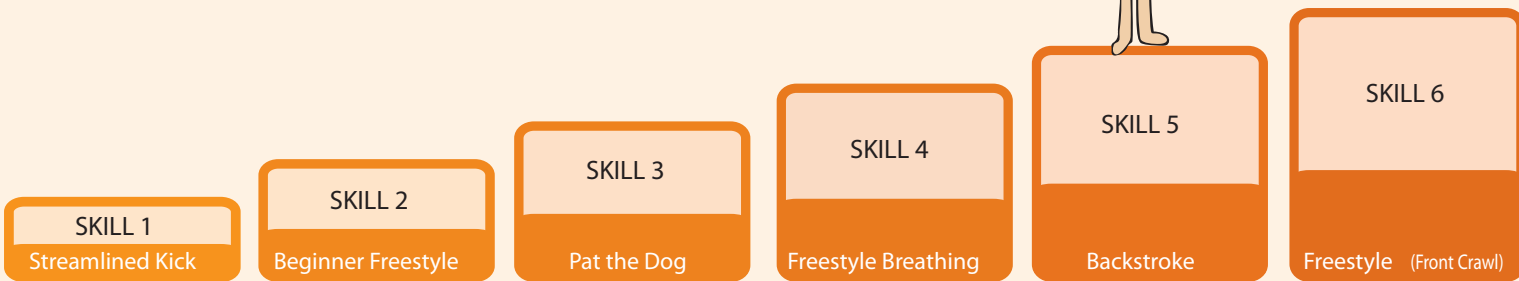 SKILL 1
Streamlined Kick
SKILL 2
Beginner Freestyle
SKILL 3
Pat the Dog
SKILL 4
Freestyle Breathing
SKILL 5
Backstroke
SKILL 6
Freestyle (Front Crawl)